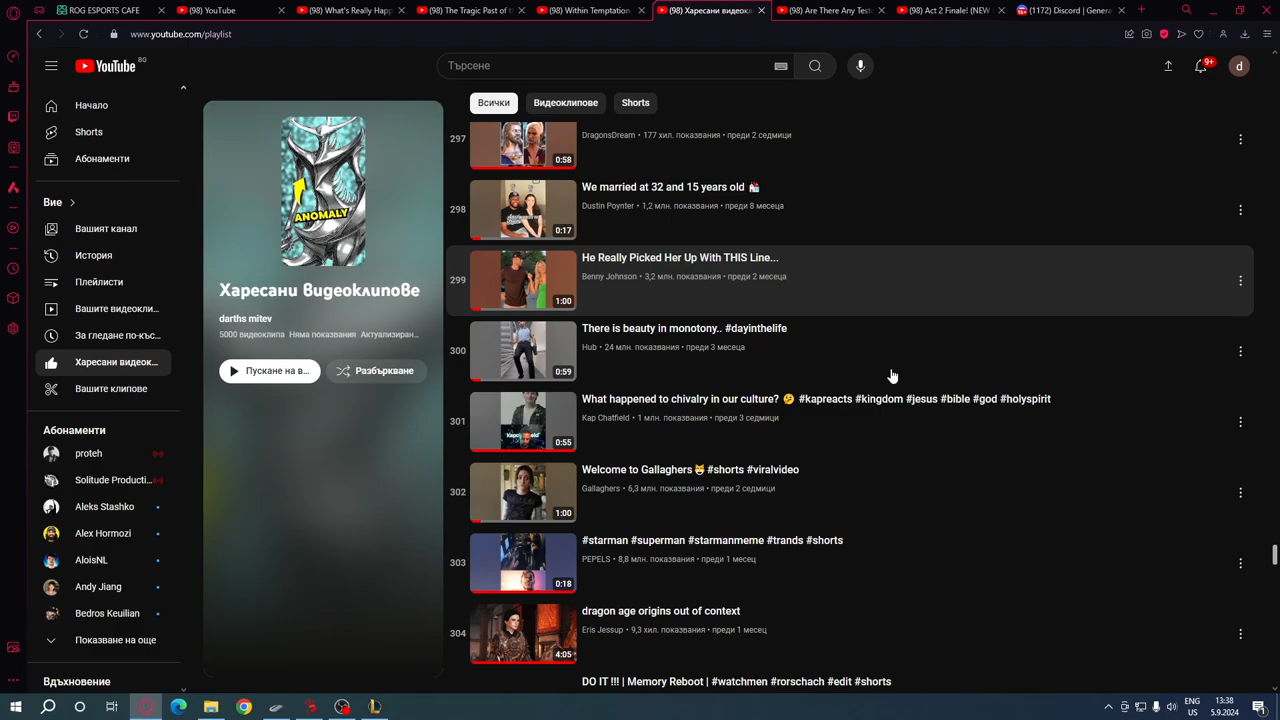 ROG ESPORTS CAFE
(98) YouTube
(98) What's Really Happ
(98) The Tragic Past of t
(98) Within Temptation
(98) Харесани видеокл
(98) Are There Any Testo
(98) Act 2 Finale! (NEW
(1172) Discord | Genera
www.youtube.com/playlist
YouTube BG
Търсене
9+
d
Начало
Shorts
Абонаменти
Вие
Вашият канал
История
Плейлисти
Вашите видеокли...
За гледане по-къс...
Харесани видеок...
Вашите клипове
Абонаменти
proteh
Solitude Producti...
Aleks Stashko
Alex Hormozi
AloisNL
Andy Jiang
Bedros Keuilian
Показване на още
Вдъхновение
ANOMALY
Харесани видеоклипове
darths mitev
5000 видеоклипа Няма показвания Актуализиран...
Пускане на в...
Разбъркване
Всички
Видеоклипове
Shorts
297
0:58
DragonsDream • 177 хил. показвания • преди 2 седмици
298
0:17
We married at 32 and 15 years old
Dustin Poynter • 1,2 млн. показвания • преди 8 месеца
299
1:00
He Really Picked Her Up With THIS Line...
Benny Johnson • 3,2 млн. показвания • преди 2 месеца
300
0:59
There is beauty in monotony.. #dayinthelife
Hub • 24 млн. показвания • преди 3 месеца
301
0:55
What happened to chivalry in our culture? 🤔 #kapreacts #kingdom #jesus #bible #god #holyspirit
Kap Chatfield • 1 млн. показвания • преди 3 седмици
302
1:00
Welcome to Gallaghers😸#shorts #viralvideo
Gallaghers • 6,3 млн. показвания • преди 2 седмици
303
0:18
#starman #superman #starmanmeme #trands #shorts
PEPELS • 8,8 млн. показвания • преди 1 месец
304
4:05
dragon age origins out of context
Eris Jessup • 9,3 хил. показвания • преди 1 месец
DO IT !!! | Memory Reboot | #watchmen #rorschach #edit #shorts
ENG
US
13:38
5.9.2024